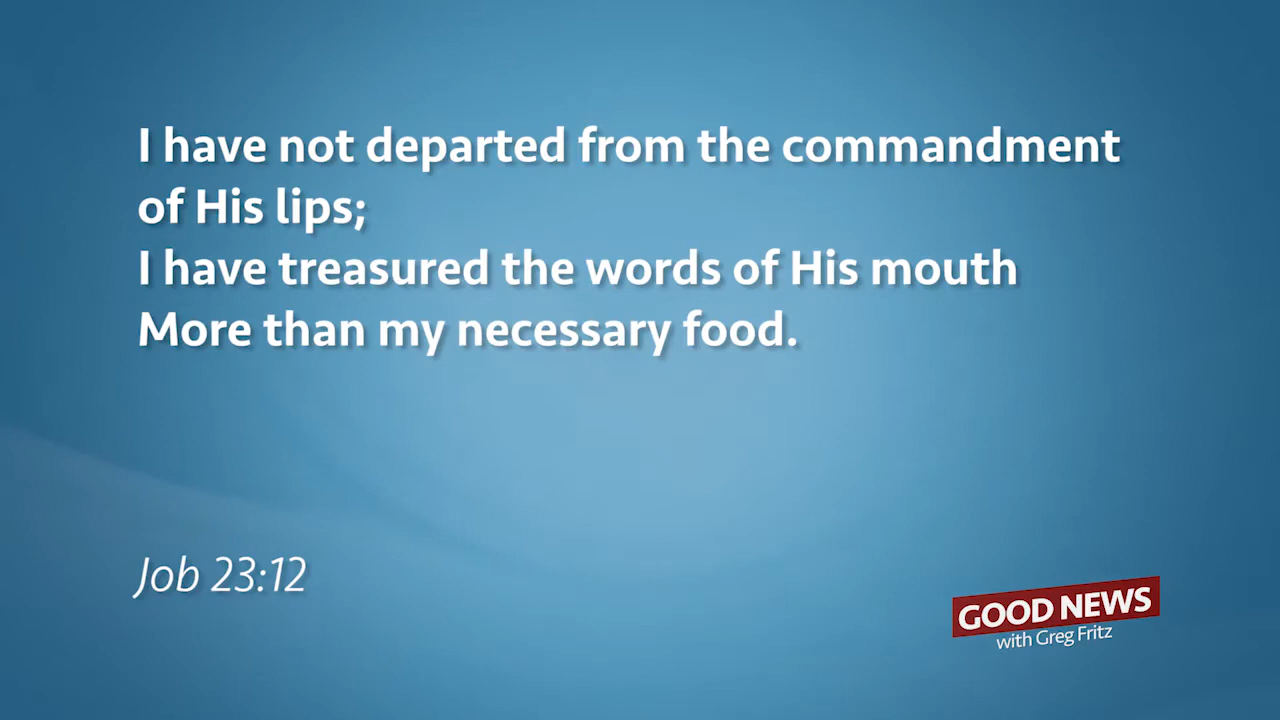 I have not departed from the commandment
of His lips;
I have treasured the words of His mouth
More than my necessary food.
Job 23:12
GOOD NEWS
with Greg Fritz